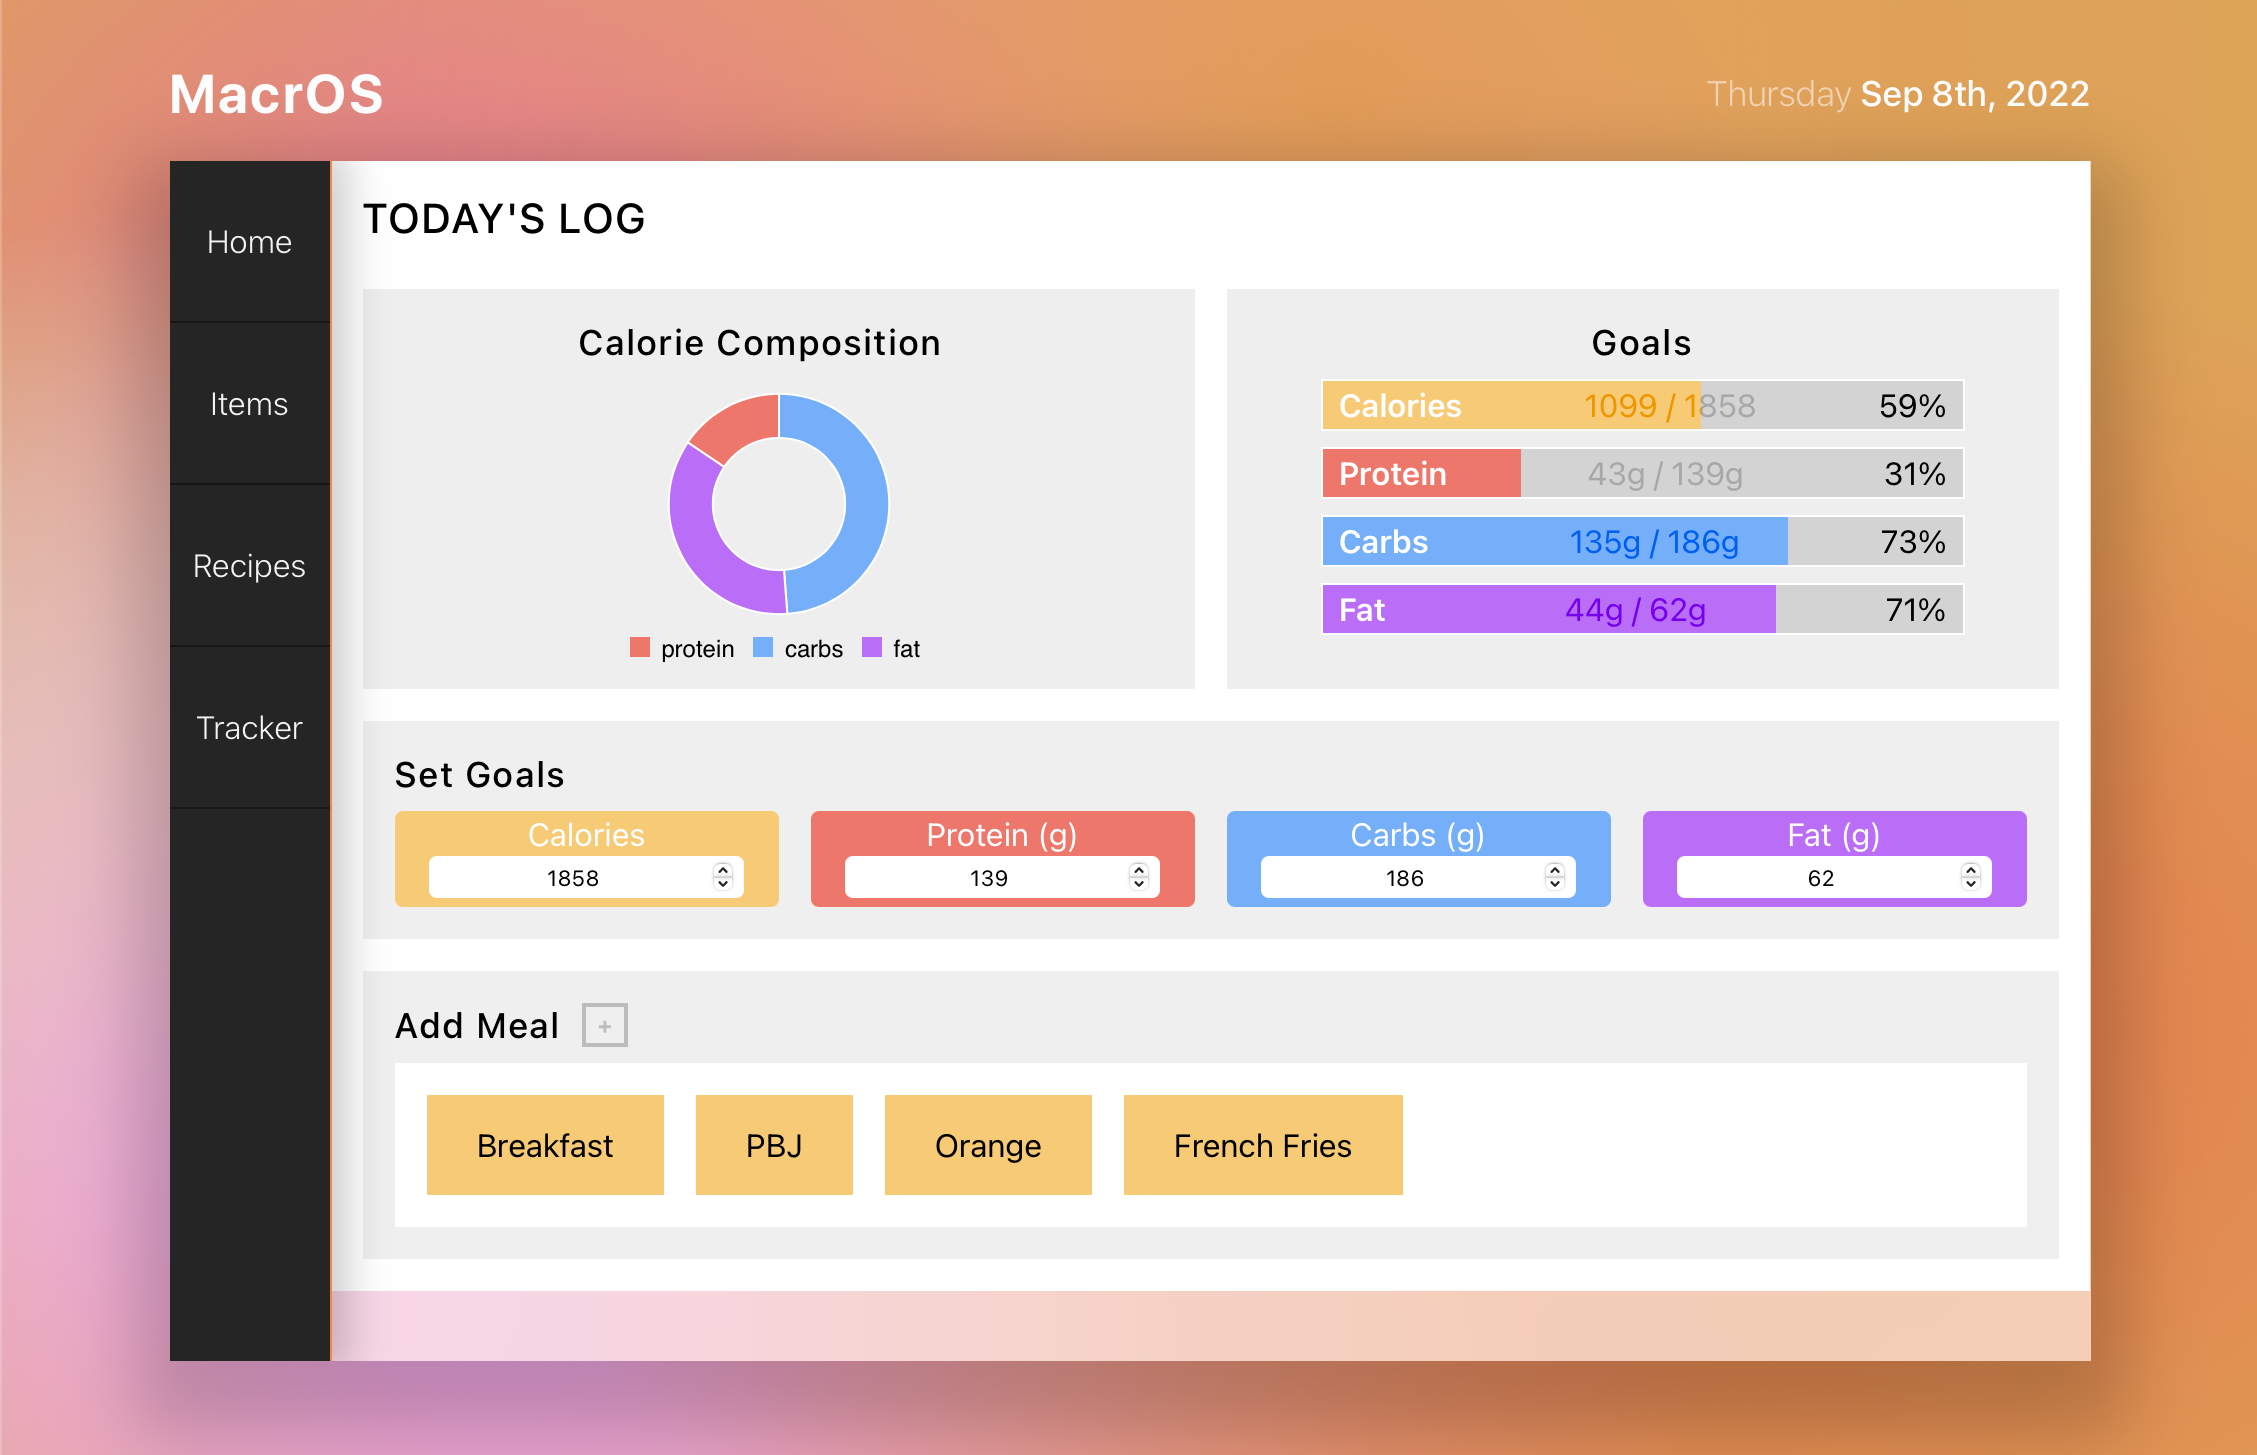 MacrOS
Thursday Sep 8th, 2022
Home
Items
Recipes
Tracker
TODAY'S LOG
Calorie Composition
protein carbs fat
Goals
Calories 1099 / 1858 59%
Protein 43g / 139g 31%
Carbs 135g / 186g 73%
Fat 44g / 62g 71%
Set Goals
Calories Protein (g) Carbs (g) Fat (g)
1858 139 186 62
Add Meal +
Breakfast PBJ Orange French Fries